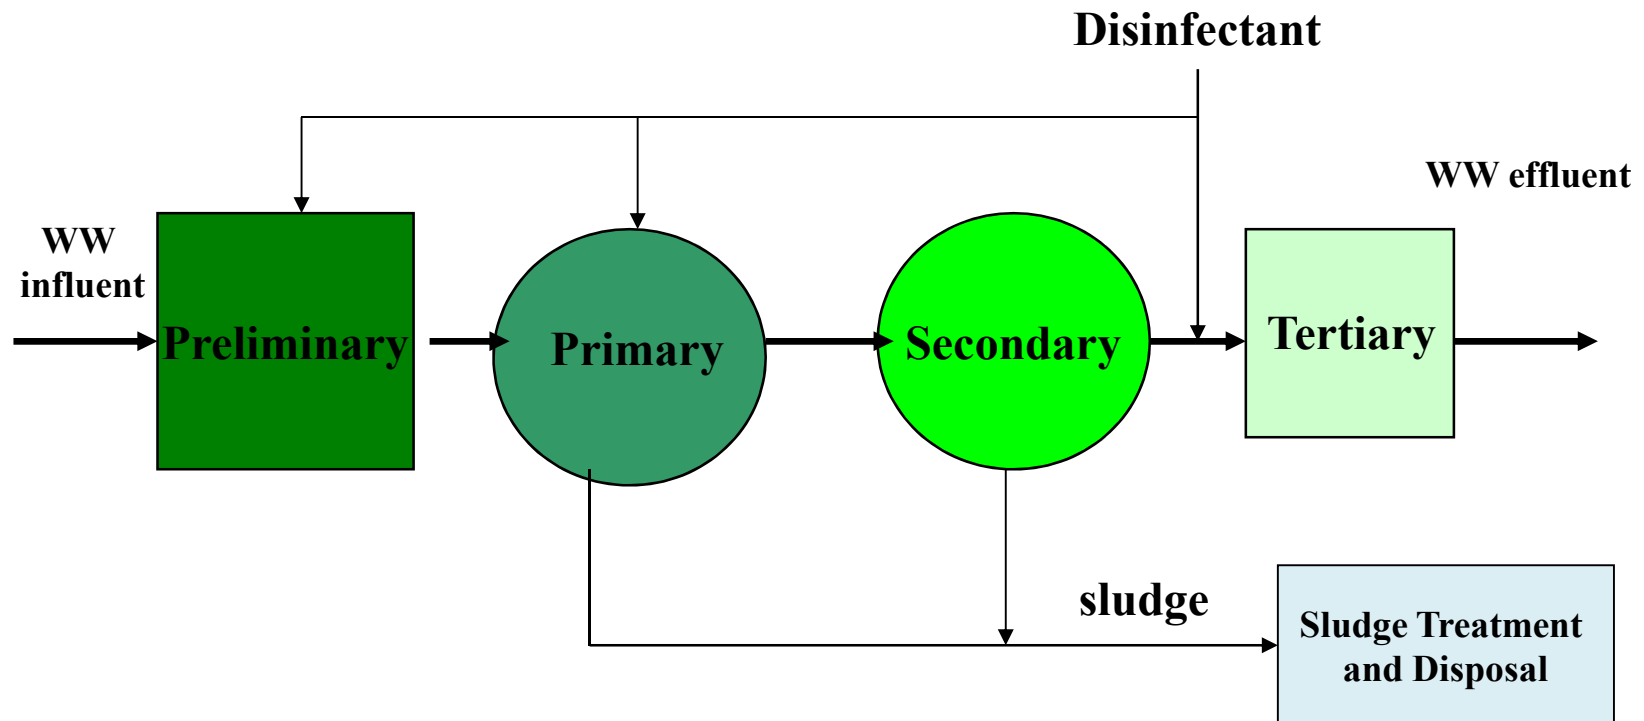 Disinfectant
WW effluent
WW
influent
Preliminary
Primary
Secondary
Tertiary
sludge
Sludge Treatment
and Disposal